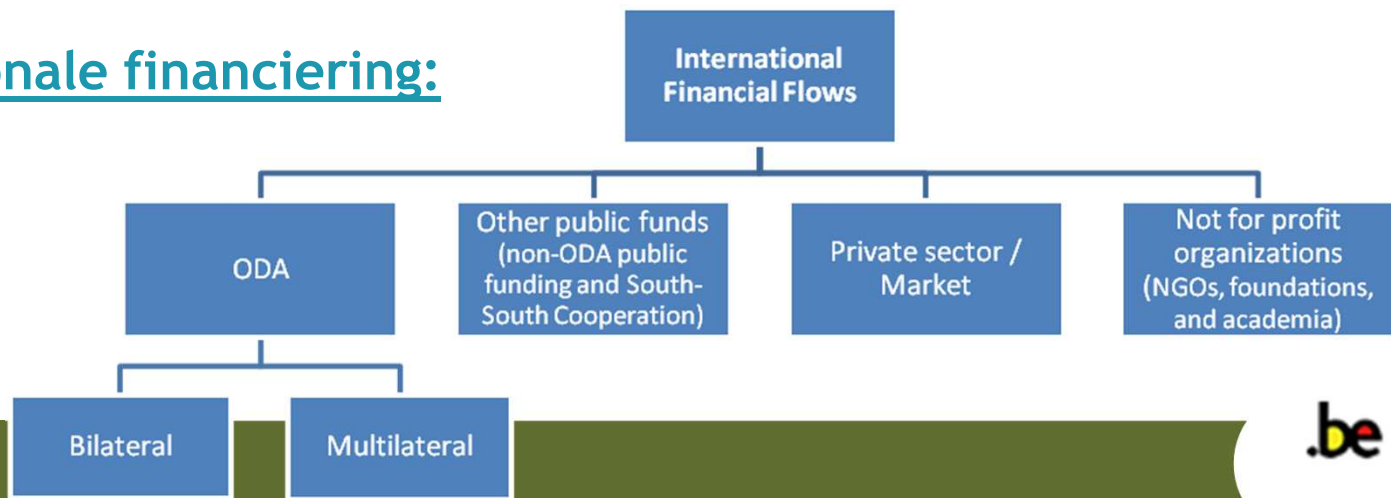 onale financiering:
International
Financial Flows
ODA
Other public funds
(non-ODA public
funding and South-
South Cooperation)
Private sector /
Market
Not for profit
organizations
(NGOs, foundations,
and academia)
Bilateral
Multilateral
.be